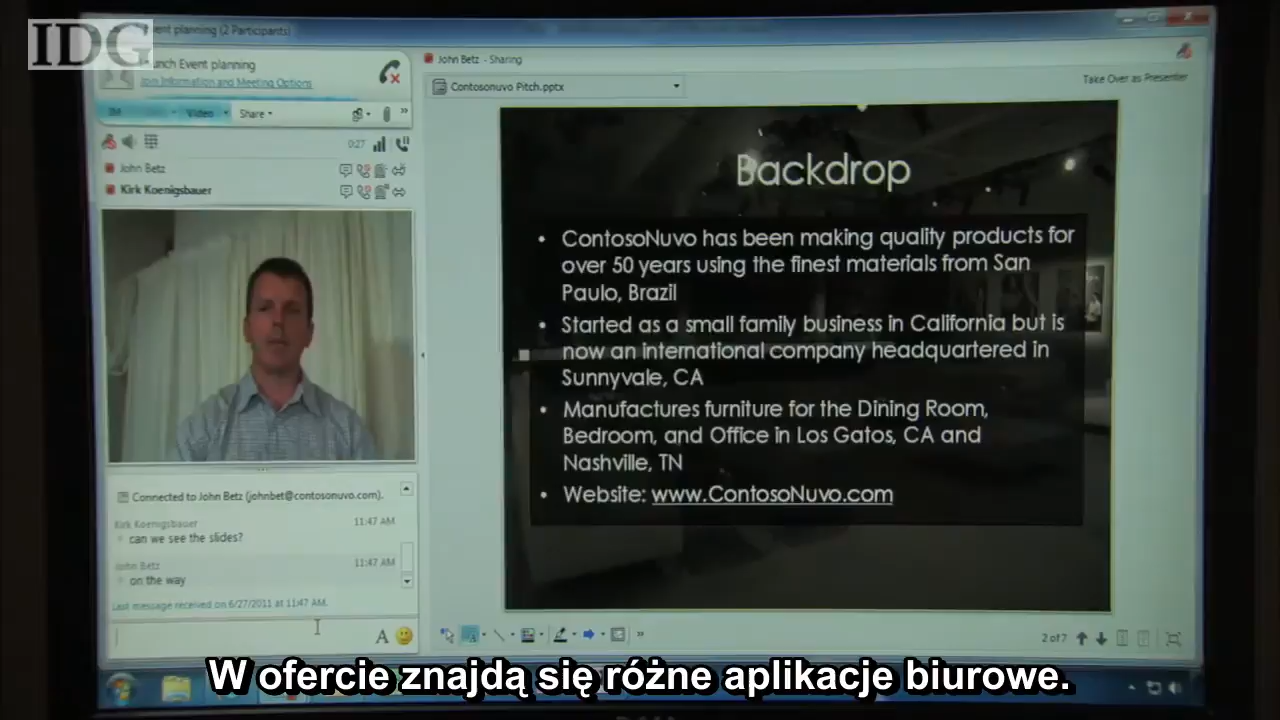 IDG
Event planning (2 Participants)
unch Event planning
Join Information and Meeting Options
IM
Video
Share
0:27
John Betz
Kirk Koenigsbauer
John Betz - Sharing
Contosonuvo Pitch.pptx
Take Over as Presenter
Backdrop
• ContosoNuvo has been making quality products for
over 50 years using the finest materials from San
Paulo, Brazil
• Started as a small family business in California but is
now an international company headquartered in
Sunnyvale, CA
• Manufactures furniture for the Dining Room,
Bedroom, and Office in Los Gatos, CA and
Nashville, TN
• Website: www.ContosoNuvo.com
Connected to John Betz (johnbet@contosonuvo.com).
Kirk Koenigsbauer 11:47 AM
can we see the slides?
John Betz 11:47 AM
on the way
Last message received on 6/27/2011 at 11:47 AM.
A
2 of 7
W ofercie znajdą się różne aplikacje biurowe.